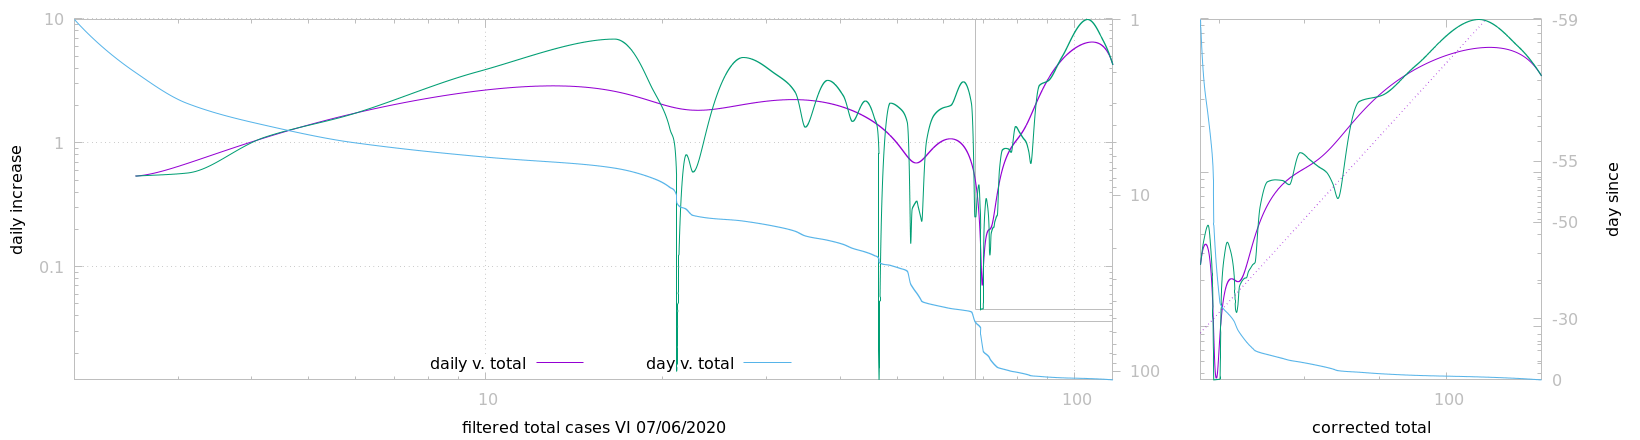 10
1
0.1
daily increase
1
10
100
daily v. total
day v. total
10
100
filtered total cases VI 07/06/2020
-59
-55
-50
-30
0
day since
100
corrected total